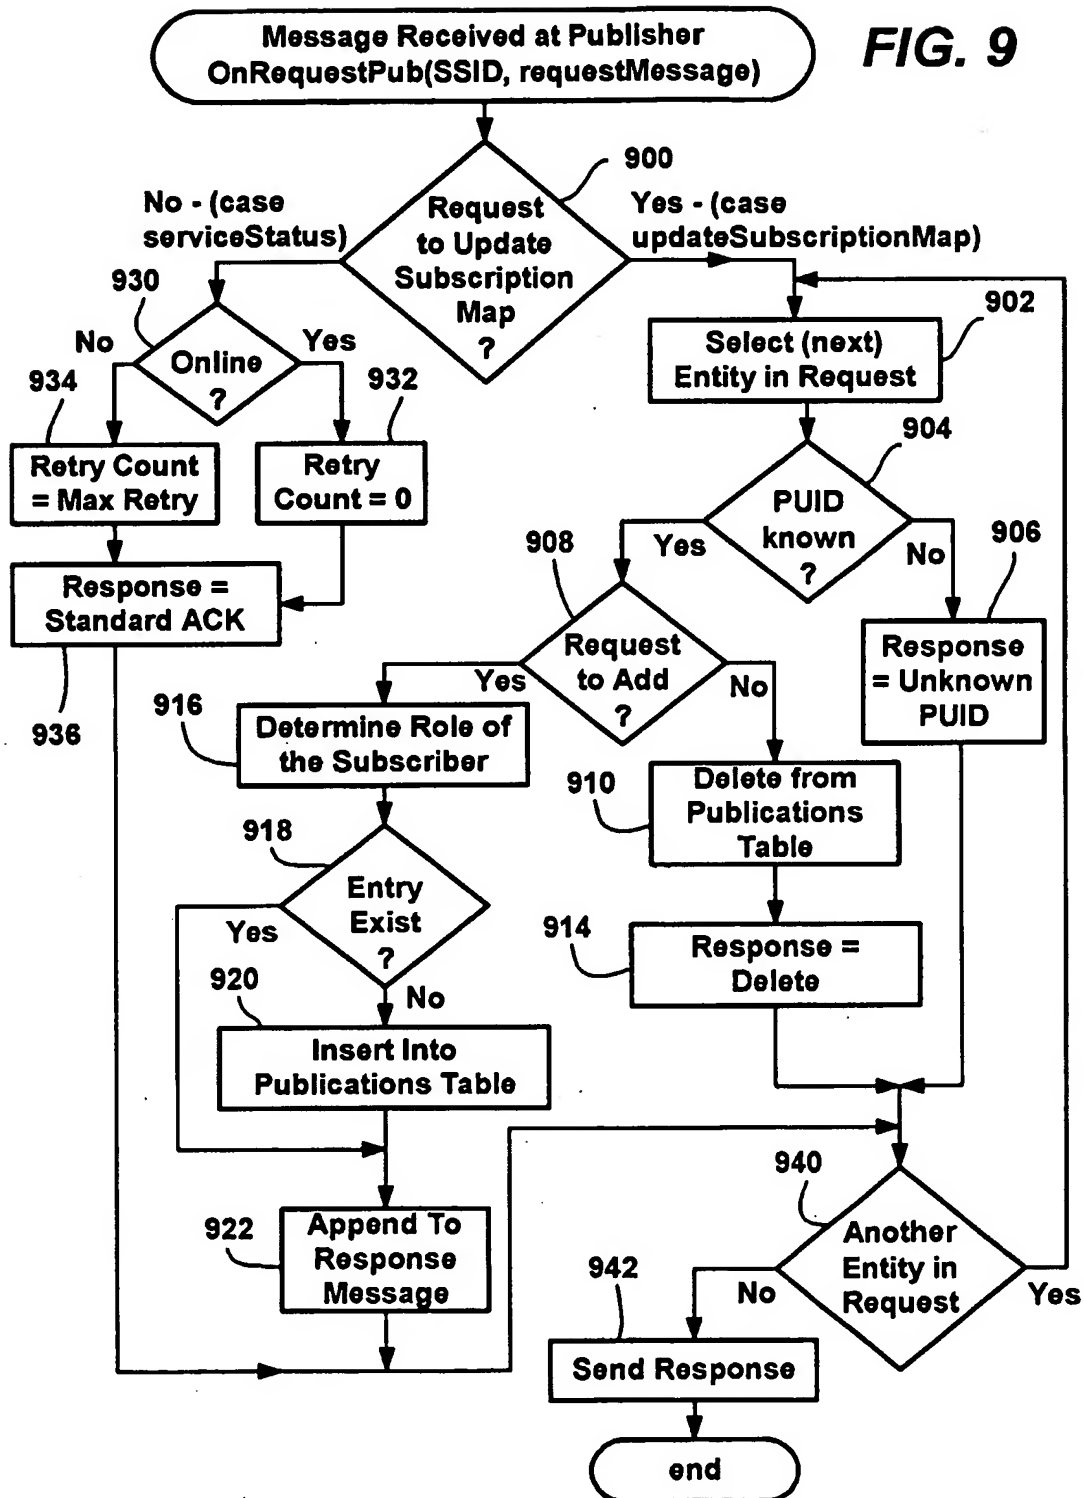 Message Received at Publisher
OnRequestPub(SSID, requestMessage)
FIG. 9
900
Request
to Update
Subscription
Map
?
No - (case
serviceStatus)
Yes - (case
updateSubscriptionMap)
930
Online
?
No
Yes
934
Retry Count
= Max Retry
932
Retry
Count = 0
Response =
Standard ACK
936
902
Select (next)
Entity in Request
904
PUID
known
?
Yes
No
906
Response
= Unknown
PUID
908
Request
to Add
?
Yes
No
916
Determine Role of
the Subscriber
910
Delete from
Publications
Table
918
Entry
Exist
?
Yes
No
914
Response =
Delete
920
Insert Into
Publications Table
922
Append To
Response
Message
940
Another
Entity in
Request
No
Yes
942
Send Response
end